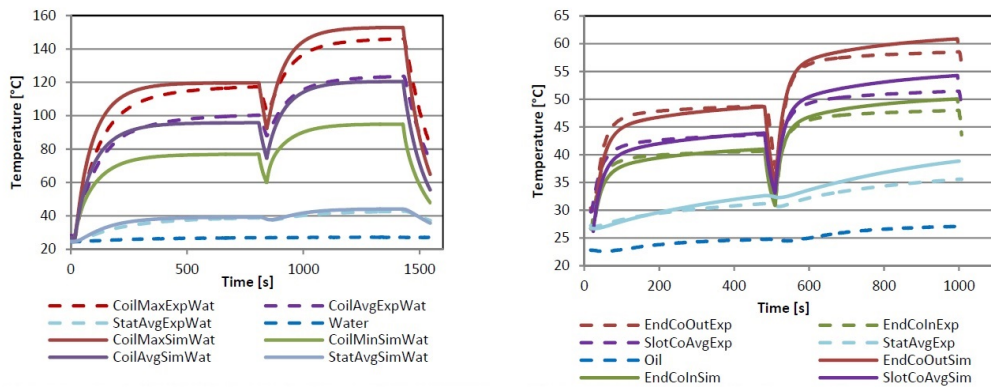 160
140
120
100
80
60
40
20
Temperature [°C]
0
500
1000
1500
Time [s]
CoilMaxExpWat
CoilAvgExpWat
StatAvgExpWat
Water
CoilMaxSimWat
CoilMinSimWat
CoilAvgSimWat
StatAvgSimWat
65
60
55
50
45
40
35
30
25
20
Temperature [°C]
0
200
400
600
800
1000
Time [s]
EndCoOutExp
EndCoInExp
SlotCoAvgExp
StatAvgExp
Oil
EndCoOutSim
EndCoInSim
SlotCoAvgSim